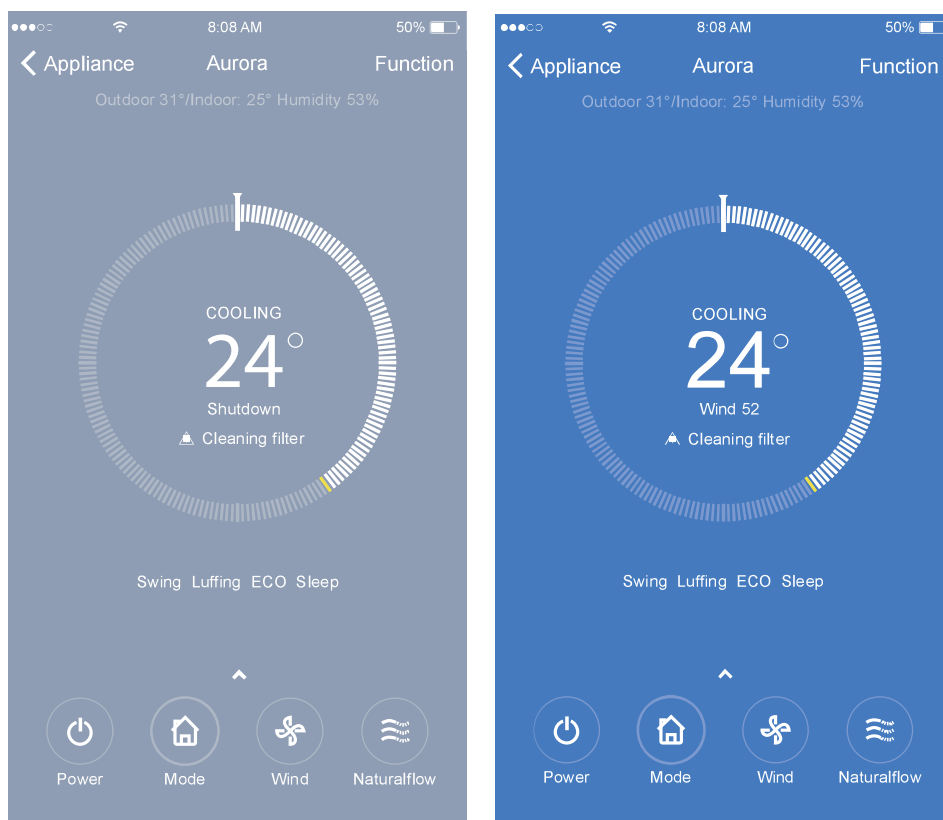 8:08 AM 50%
Appliance Aurora Function
Outdoor 31°/Indoor: 25° Humidity 53%
COOLING
24°
Shutdown
Cleaning filter
Swing Luffing ECO Sleep
Power Mode Wind Naturalflow
8:08 AM 50%
Appliance Aurora Function
Outdoor 31°/Indoor: 25° Humidity 53%
COOLING
24°
Wind 52
Cleaning filter
Swing Luffing ECO Sleep
Power Mode Wind Naturalflow